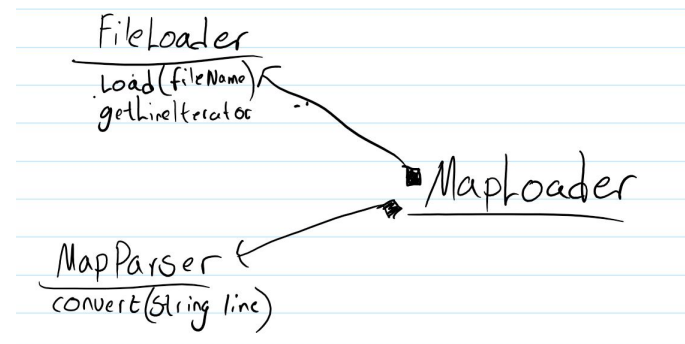 FileLoader
Load(fileName)
getLineIterator
MapLoader
MapParser
convert(String line)